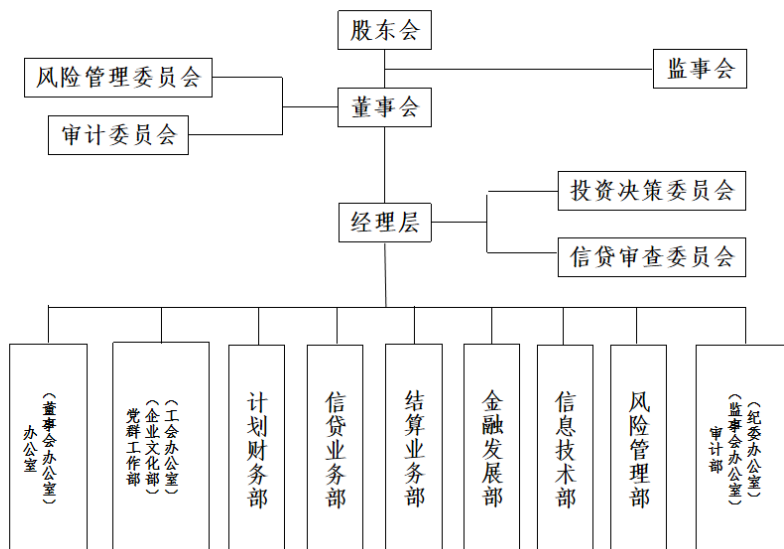 股东会
风险管理委员会
监事会
董事会
审计委员会
投资决策委员会
经理层
信贷审查委员会
办公室
（董事会办公室）
党群工作部
（企业文化部）
（工会办公室）
计划财务部
信贷业务部
结算业务部
金融发展部
信息技术部
风险管理部
审计部
（监事会办公室）
（纪委办公室）